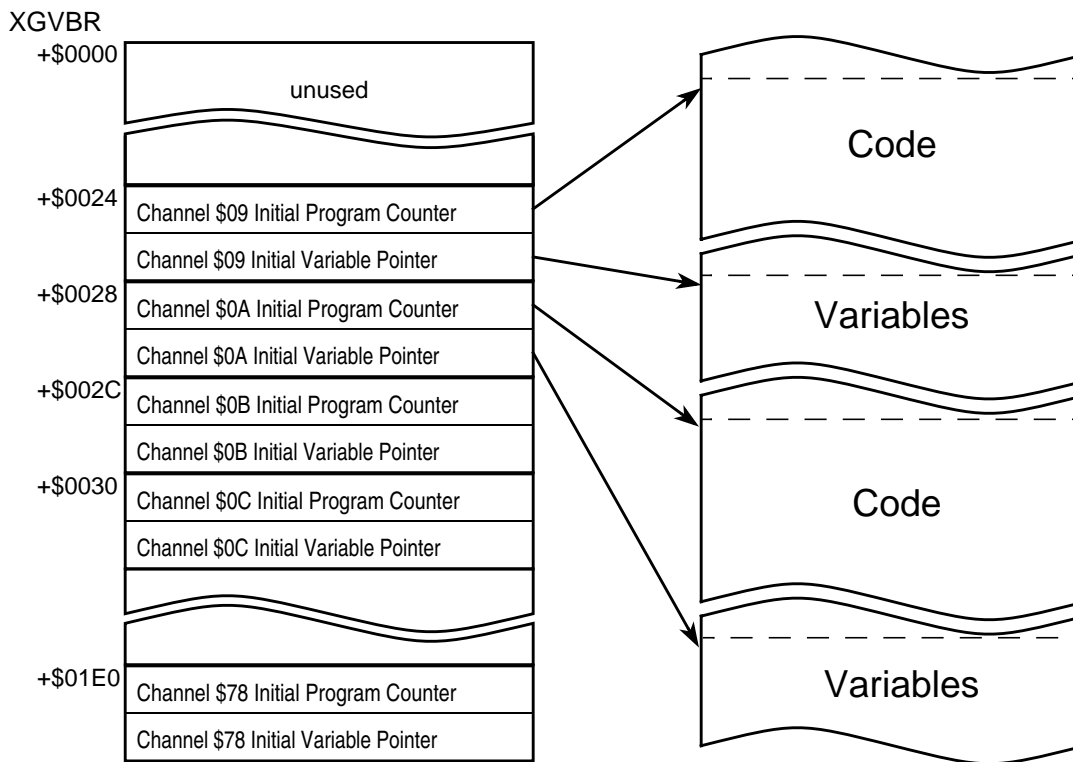 XGVBR
+$0000
unused
+$0024
Channel $09 Initial Program Counter
Channel $09 Initial Variable Pointer
+$0028
Channel $0A Initial Program Counter
Channel $0A Initial Variable Pointer
+$002C
Channel $0B Initial Program Counter
Channel $0B Initial Variable Pointer
+$0030
Channel $0C Initial Program Counter
Channel $0C Initial Variable Pointer
+$01E0
Channel $78 Initial Program Counter
Channel $78 Initial Variable Pointer
Code
Variables
Code
Variables